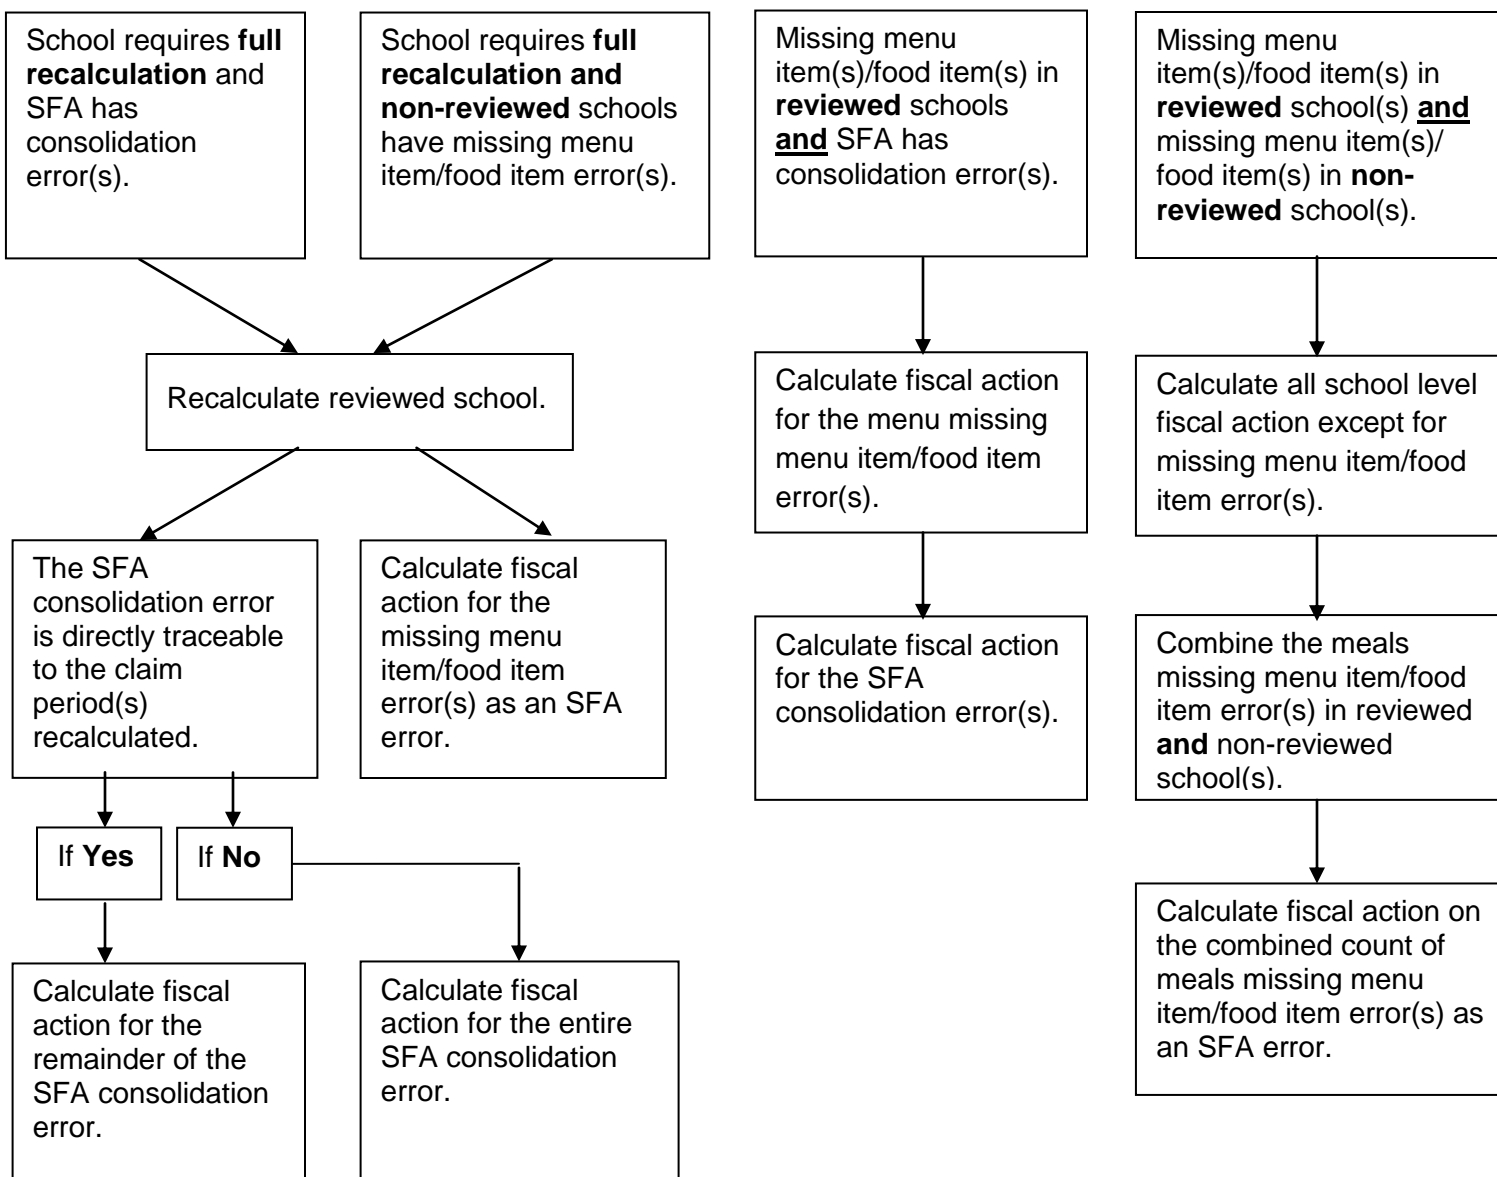 School requires full
recalculation and
SFA has
consolidation
error(s).
School requires full
recalculation and
non-reviewed schools
have missing menu
item/food item error(s).
Missing menu
item(s)/food item(s) in
reviewed schools
and SFA has
consolidation error(s).
Missing menu
item(s)/food item(s) in
reviewed school(s) and
missing menu item(s)/
food item(s) in non-
reviewed school(s).
Recalculate reviewed school.
Calculate fiscal action
for the menu missing
menu item/food item
error(s).
Calculate all school level
fiscal action except for
missing menu item/food
item error(s).
The SFA
consolidation error
is directly traceable
to the claim
period(s)
recalculated.
Calculate fiscal
action for the
missing menu
item/food item
error(s) as an SFA
error.
Calculate fiscal action
for the SFA
consolidation error(s).
Combine the meals
missing menu item/food
item error(s) in reviewed
and non-reviewed
school(s).
If Yes
If No
Calculate fiscal
action for the
remainder of the
SFA consolidation
error.
Calculate fiscal
action for the entire
SFA consolidation
error.
Calculate fiscal action on
the combined count of
meals missing menu
item/food item error(s) as
an SFA error.